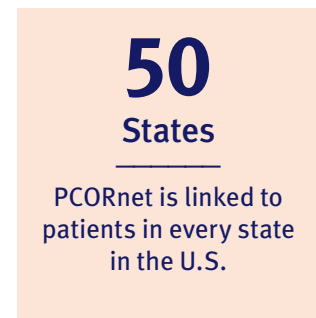 50
States
PCORnet is linked to
patients in every state
in the U.S.